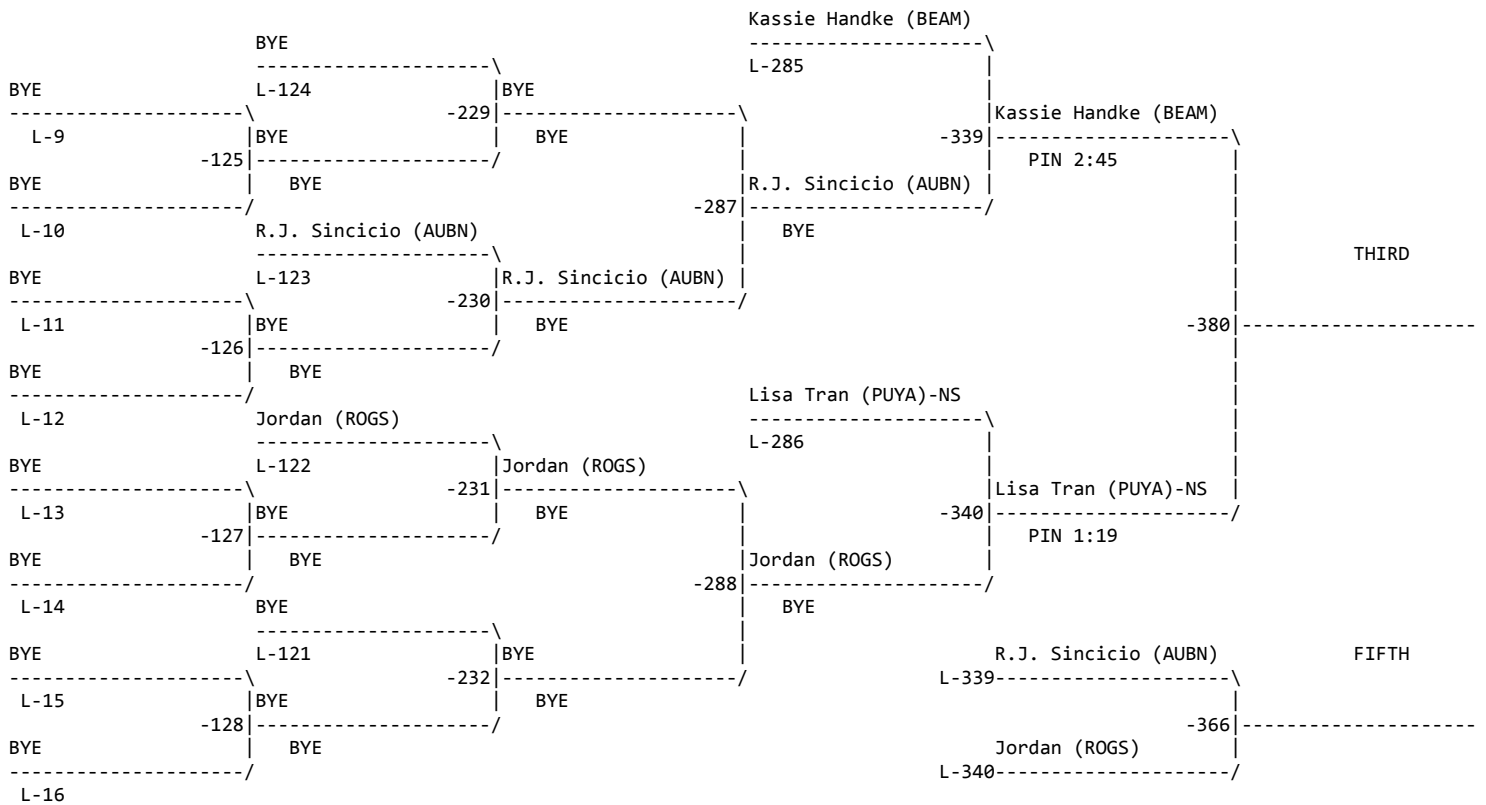 Kassie Handke (BEAM)
BYE ---------------------\
---------------------\ L-285 |
BYE L-124 |BYE |
---------------------\ -229|---------------------\ |Kassie Handke (BEAM)
L-9 |BYE | BYE | -339|---------------------\
-125|---------------------/ | | PIN 2:45 |
BYE | BYE |R.J. Sincicio (AUBN) | |
---------------------/ -287|---------------------/ |
L-10 R.J. Sincicio (AUBN) | BYE |
---------------------\ | | THIRD
BYE L-123 |R.J. Sincicio (AUBN) | |
---------------------\ -230|---------------------/ |
L-11 |BYE | BYE -380|---------------------
-126|---------------------/ |
BYE | BYE |
---------------------/ Lisa Tran (PUYA)-NS |
L-12 Jordan (ROGS) ---------------------\ |
---------------------\ L-286 | |
BYE L-122 |Jordan (ROGS) | |
---------------------\ -231|---------------------\ |Lisa Tran (PUYA)-NS |
L-13 |BYE | BYE | -340|---------------------/
-127|---------------------/ | | PIN 1:19
BYE | BYE |Jordan (ROGS) |
---------------------/ -288|---------------------/
L-14 BYE | BYE
---------------------\ |
BYE L-121 |BYE | R.J. Sincicio (AUBN) FIFTH
---------------------\ -232|---------------------/ L-339---------------------\
L-15 |BYE | BYE |
-128|---------------------/ -366|---------------------
BYE | BYE Jordan (ROGS) |
---------------------/ L-340---------------------/
L-16